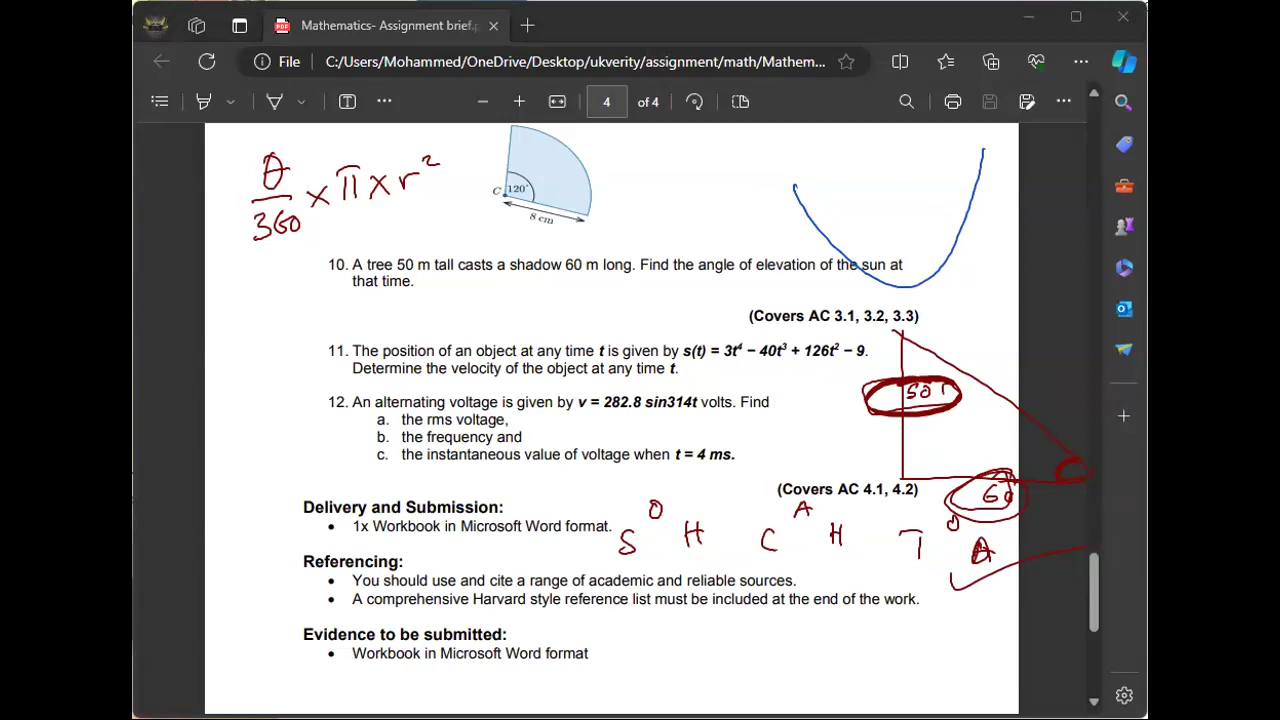 Mathematics- Assignment brief.p
File
C:/Users/Mohammed/OneDrive/Desktop/ukverity/assignment/math/Mathem...
4 of 4
θ/360 × π × r²
C 120°
8 cm
10. A tree 50 m tall casts a shadow 60 m long. Find the angle of elevation of the sun at
that time.
(Covers AC 3.1, 3.2, 3.3)
11. The position of an object at any time t is given by s(t) = 3t⁴ − 40t³ + 126t² − 9.
Determine the velocity of the object at any time t.
50
12. An alternating voltage is given by v = 282.8 sin314t volts. Find
a. the rms voltage,
b. the frequency and
c. the instantaneous value of voltage when t = 4 ms.
(Covers AC 4.1, 4.2)
60
Delivery and Submission:
• 1x Workbook in Microsoft Word format.
S O H C A H T O A
Referencing:
• You should use and cite a range of academic and reliable sources.
• A comprehensive Harvard style reference list must be included at the end of the work.
Evidence to be submitted:
• Workbook in Microsoft Word format